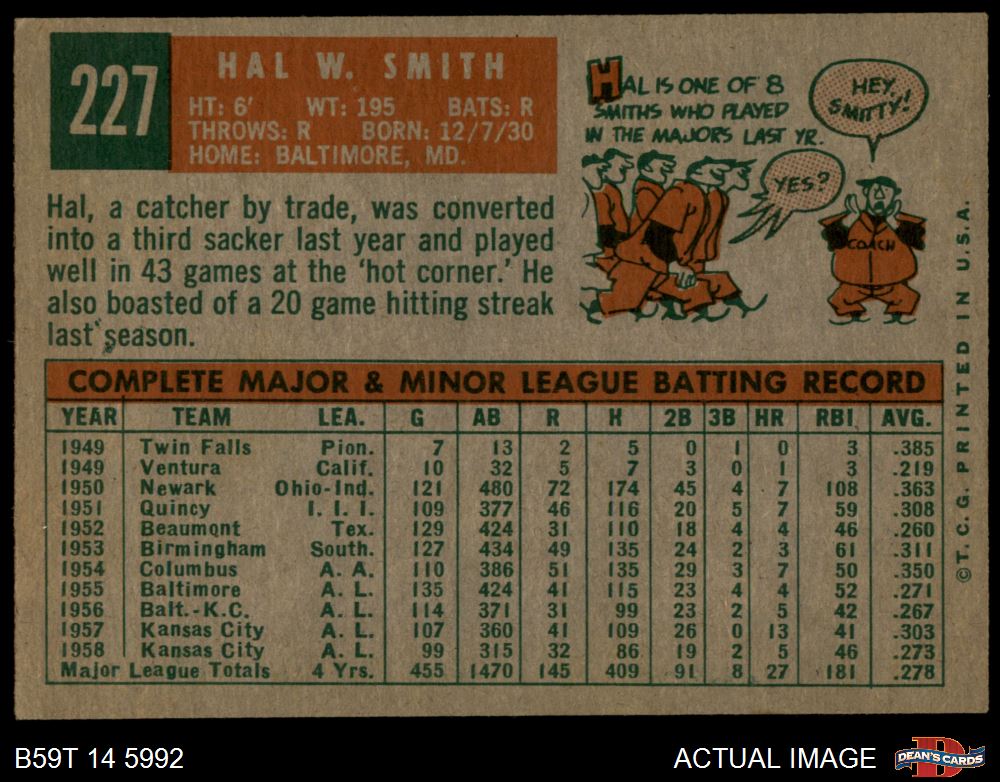 227
HAL W. SMITH
HT: 6' WT: 195 BATS: R
THROWS: R BORN: 12/7/30
HOME: BALTIMORE, MD.
Hal, a catcher by trade, was converted
into a third sacker last year and played
well in 43 games at the 'hot corner.' He
also boasted of a 20 game hitting streak
last season.
HAL IS ONE OF 8
SMITHS WHO PLAYED
IN THE MAJORS LAST YR.
HEY,
SMITTY!
YES?
COACH
COMPLETE MAJOR & MINOR LEAGUE BATTING RECORD
YEAR TEAM LEA. G AB R H 2B 3B HR RBI AVG.
1949 Twin Falls Pion. 7 13 2 5 0 1 0 3 .385
1949 Ventura Calif. 10 32 5 7 3 0 1 3 .219
1950 Newark Ohio-Ind. 121 480 72 174 45 4 7 108 .363
1951 Quincy I. I. I. 109 377 46 116 20 5 7 59 .308
1952 Beaumont Tex. 129 424 31 110 18 4 4 46 .260
1953 Birmingham South. 127 434 49 135 24 2 3 61 .311
1954 Columbus A. A. 110 386 51 135 29 3 7 50 .350
1955 Baltimore A. L. 135 424 41 115 23 4 4 52 .271
1956 Balt.-K.C. A. L. 114 371 31 99 23 2 5 42 .267
1957 Kansas City A. L. 107 360 41 109 26 0 13 41 .303
1958 Kansas City A. L. 99 315 32 86 19 2 5 46 .273
Major League Totals 4 Yrs. 455 1470 145 409 91 8 27 181 .278
©T. C. G. PRINTED IN U.S.A.
B59T 14 5992
ACTUAL IMAGE
D
DEAN'S CARDS